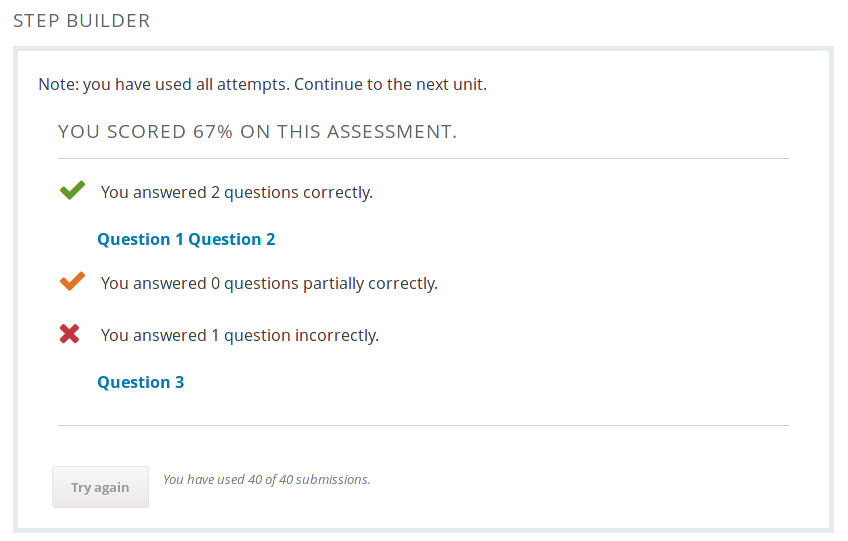 STEP BUILDER
Note: you have used all attempts. Continue to the next unit.
YOU SCORED 67% ON THIS ASSESSMENT.
You answered 2 questions correctly.
Question 1 Question 2
You answered 0 questions partially correctly.
You answered 1 question incorrectly.
Question 3
Try again
You have used 40 of 40 submissions.